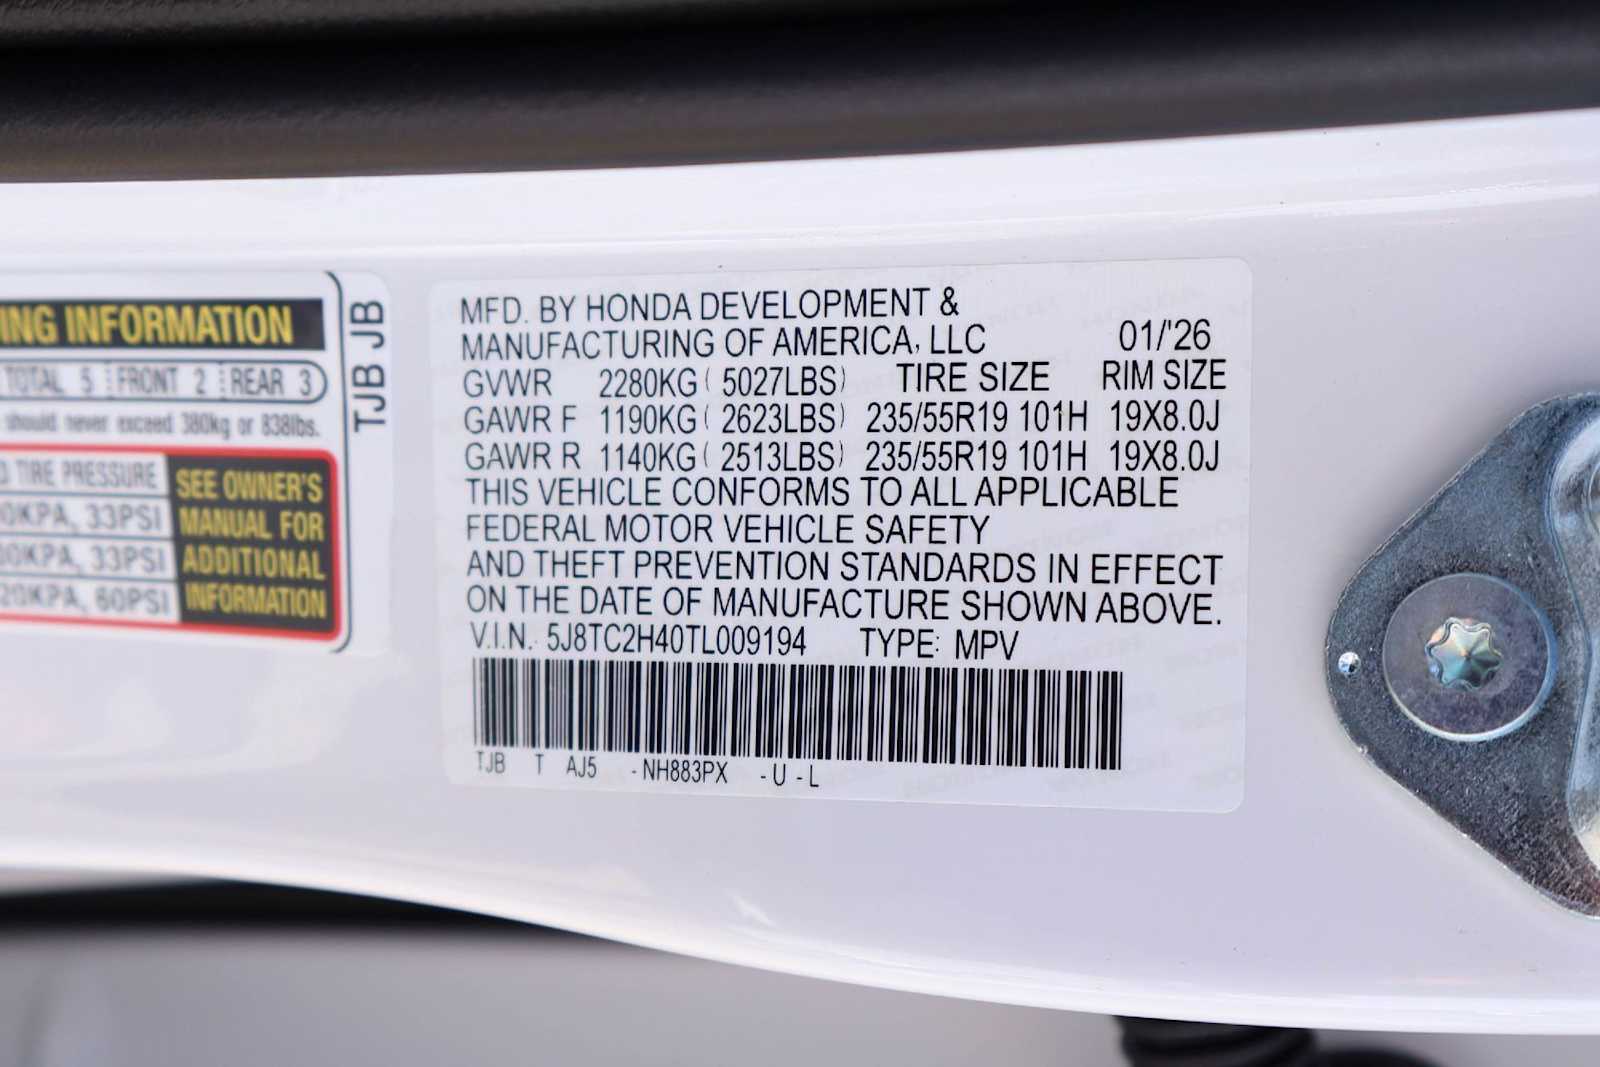 ING INFORMATION
TOTAL 5 FRONT 2 REAR 3
should never exceed 380kg or 838lbs.
TIRE PRESSURE
0KPA, 33PSI
0KPA, 33PSI
20KPA, 60PSI
SEE OWNER'S
MANUAL FOR
ADDITIONAL
INFORMATION
TJB JB
MFD. BY HONDA DEVELOPMENT &
MANUFACTURING OF AMERICA, LLC 01/'26
GVWR 2280KG ( 5027LBS) TIRE SIZE RIM SIZE
GAWR F 1190KG ( 2623LBS) 235/55R19 101H 19X8.0J
GAWR R 1140KG ( 2513LBS) 235/55R19 101H 19X8.0J
THIS VEHICLE CONFORMS TO ALL APPLICABLE
FEDERAL MOTOR VEHICLE SAFETY
AND THEFT PREVENTION STANDARDS IN EFFECT
ON THE DATE OF MANUFACTURE SHOWN ABOVE.
V.I.N. 5J8TC2H40TL009194 TYPE: MPV
TJB T AJ5 -NH883PX -U-L